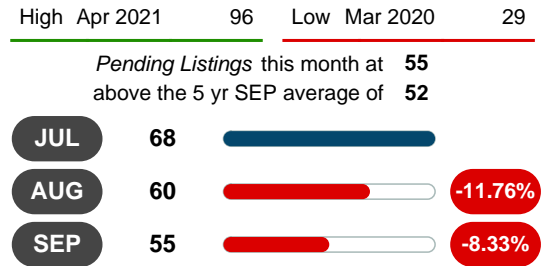 High Apr 2021 96 Low Mar 2020 29
Pending Listings this month at 55
above the 5 yr SEP average of 52
JUL 68
AUG 60 -11.76%
SEP 55 -8.33%